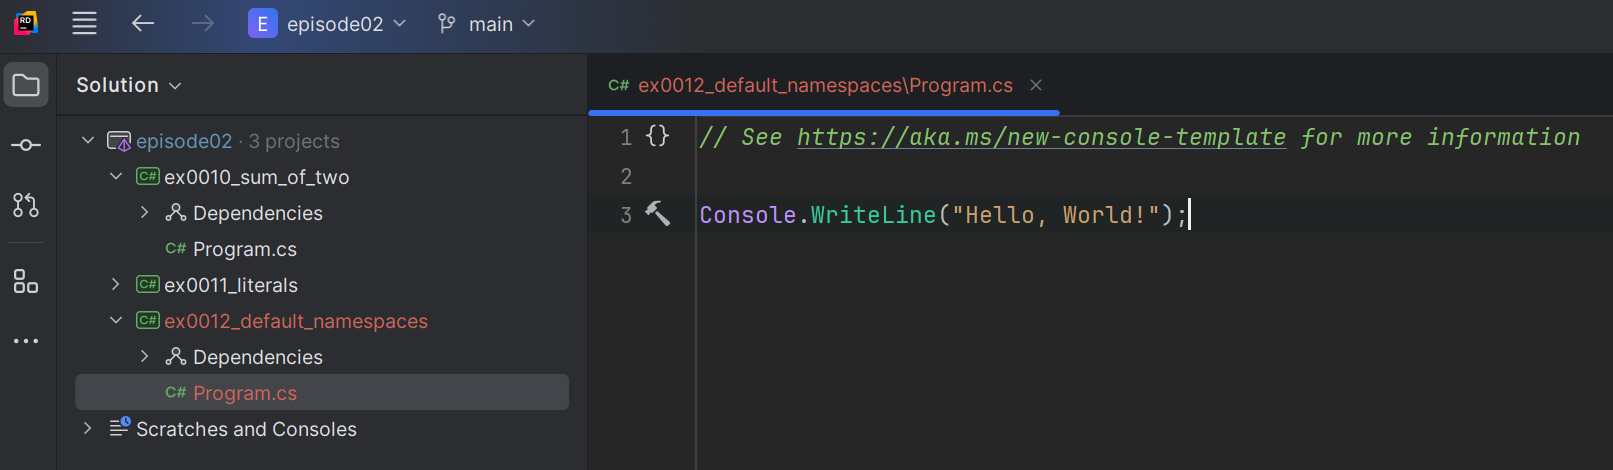 RD
E episode02 main
Solution
episode02 · 3 projects
C# ex0010_sum_of_two
Dependencies
C# Program.cs
C# ex0011_literals
C# ex0012_default_namespaces
Dependencies
C# Program.cs
Scratches and Consoles
C# ex0012_default_namespaces\Program.cs ×
1 {} // See https://aka.ms/new-console-template for more information
2
3 Console.WriteLine("Hello, World!");